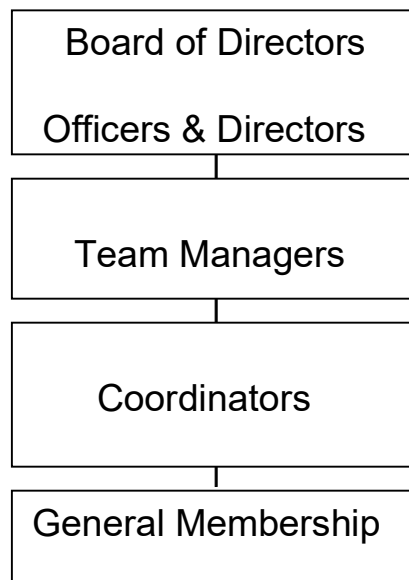 Board of Directors
Officers & Directors
Team Managers
Coordinators
General Membership